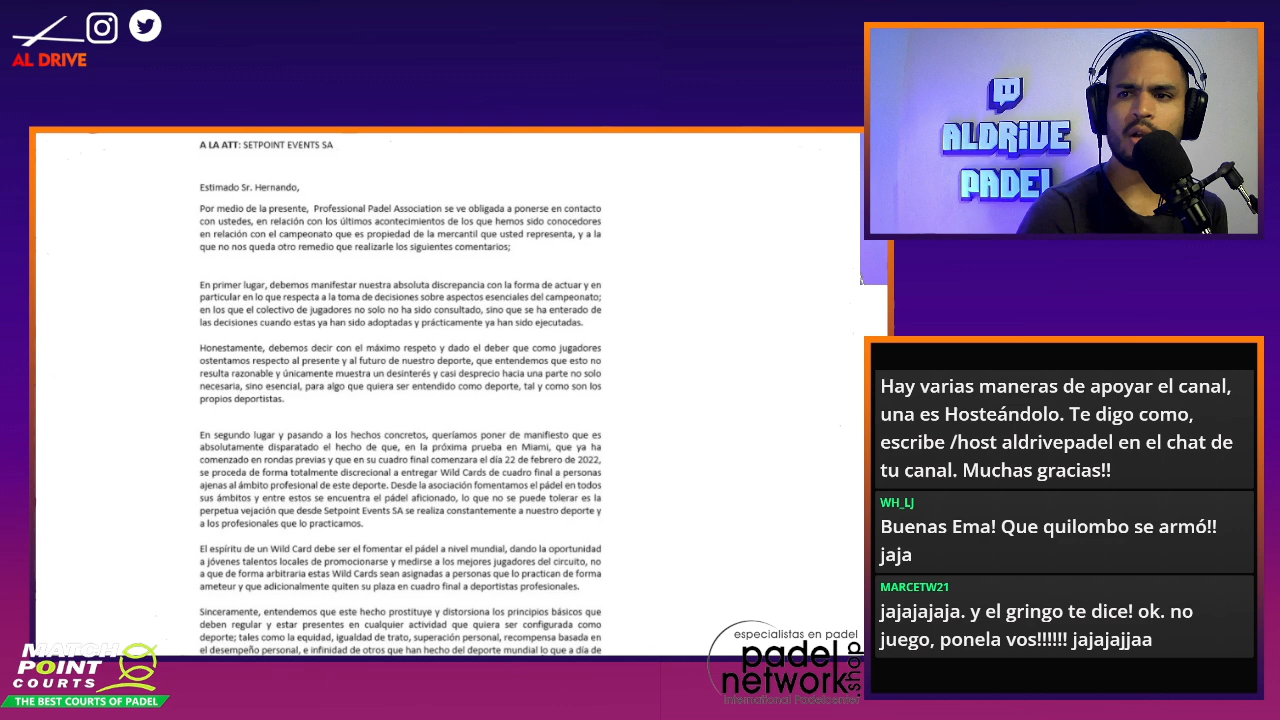 AL DRIVE
A LA ATT: SETPOINT EVENTS SA
Estimado Sr. Hernando,
Por medio de la presente, Professional Padel Association se ve obligada a ponerse en contacto
con ustedes, en relación con los últimos acontecimientos de los que hemos sido conocedores
en relación con el campeonato que es propiedad de la mercantil que usted representa, y a la
que no nos queda otro remedio que realizarle los siguientes comentarios;
En primer lugar, debemos manifestar nuestra absoluta discrepancia con la forma de actuar y en
particular en lo que respecta a la toma de decisiones sobre aspectos esenciales del campeonato;
en los que el colectivo de jugadores no solo no ha sido consultado, sino que se ha enterado de
las decisiones cuando estas ya han sido adoptadas y prácticamente ya han sido ejecutadas.
Honestamente, debemos decir con el máximo respeto y dado el deber que como jugadores
ostentamos respecto al presente y al futuro de nuestro deporte, que entendemos que esto no
resulta razonable y únicamente muestra un desinterés y casi desprecio hacia una parte no solo
necesaria, sino esencial, para algo que quiera ser entendido como deporte, tal y como son los
propios deportistas.
En segundo lugar y pasando a los hechos concretos, queríamos poner de manifiesto que es
absolutamente disparatado el hecho de que, en la próxima prueba en Miami, que ya ha
comenzado en rondas previas y que en su cuadro final comenzara el día 22 de febrero de 2022,
se proceda de forma totalmente discrecional a entregar Wild Cards de cuadro final a personas
ajenas al ámbito profesional de este deporte. Desde la asociación fomentamos el pádel en todos
sus ámbitos y entre estos se encuentra el pádel aficionado, lo que no se puede tolerar es la
perpetua vejación que desde Setpoint Events SA se realiza constantemente a nuestro deporte y
a los profesionales que lo practicamos.
El espíritu de un Wild Card debe ser el fomentar el pádel a nivel mundial, dando la oportunidad
a jóvenes talentos locales de promocionarse y medirse a los mejores jugadores del circuito, no
a que de forma arbitraria estas Wild Cards sean asignadas a personas que lo practican de forma
ameteur y que adicionalmente quiten su plaza en cuadro final a deportistas profesionales.
Sinceramente, entendemos que este hecho prostituye y distorsiona los principios básicos que
deben regular y estar presentes en cualquier actividad que quiera ser configurada como
deporte; tales como la equidad, igualdad de trato, superación personal, recompensa basada en
el desempeño personal, e infinidad de otros que han hecho del deporte mundial lo que a día de
ALDRIVE
PADEL
Hay varias maneras de apoyar el canal,
una es Hosteándolo. Te digo como,
escribe /host aldrivepadel en el chat de
tu canal. Muchas gracias!!
WH_LJ
Buenas Ema! Que quilombo se armó!!
jaja
MARCETW21
jajajajaja. y el gringo te dice! ok. no
juego, ponela vos!!!!!! jajajajjaa
MATCH
POINT
COURTS
THE BEST COURTS OF PADEL
especialistas en padel
padel
network
.shop
International Padelcenter